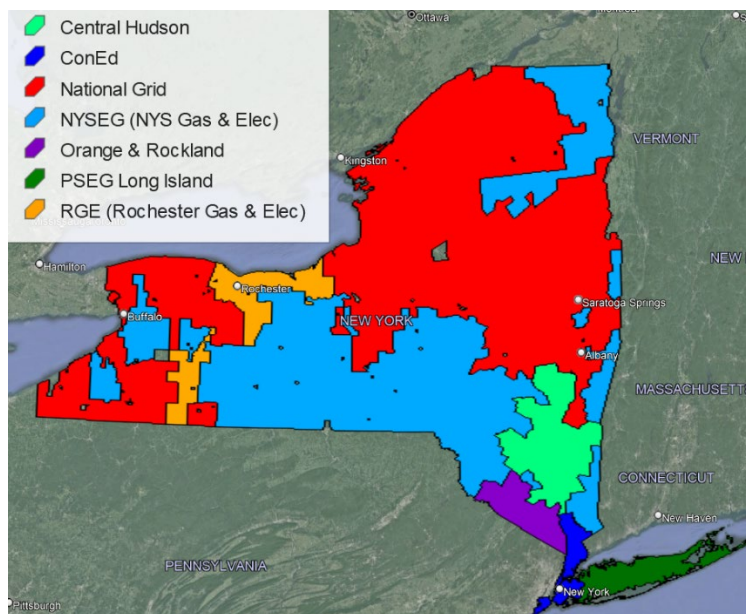 Central Hudson
ConEd
National Grid
NYSEG (NYS Gas & Elec)
Orange & Rockland
PSEG Long Island
RGE (Rochester Gas & Elec)
Ottawa
VERMONT
Kingston
Hamilton
Rochester
Saratoga Springs
Buffalo
NEW YORK
Albany
MASSACHUSETT
CONNECTICUT
New Haven
PENNSYLVANIA
New York
Pittsburgh